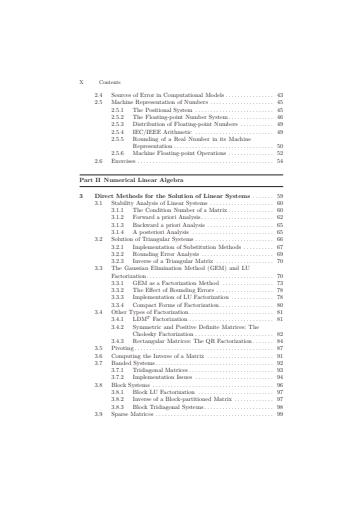 X Contents
2.4 Sources of Error in Computational Models . . . . . . . . . . . . . . . . 43
2.5 Machine Representation of Numbers . . . . . . . . . . . . . . . . . . . . . 45
2.5.1 The Positional System . . . . . . . . . . . . . . . . . . . . . . . . . . 45
2.5.2 The Floating-point Number System . . . . . . . . . . . . . . . 46
2.5.3 Distribution of Floating-point Numbers . . . . . . . . . . . 49
2.5.4 IEC/IEEE Arithmetic . . . . . . . . . . . . . . . . . . . . . . . . . . . 49
2.5.5 Rounding of a Real Number in its Machine
Representation . . . . . . . . . . . . . . . . . . . . . . . . . . . . . . . . 50
2.5.6 Machine Floating-point Operations . . . . . . . . . . . . . . . 52
2.6 Exercises . . . . . . . . . . . . . . . . . . . . . . . . . . . . . . . . . . . . . . . . . . . . 54
Part II Numerical Linear Algebra
3 Direct Methods for the Solution of Linear Systems . . . . . . . 59
3.1 Stability Analysis of Linear Systems . . . . . . . . . . . . . . . . . . . . . 60
3.1.1 The Condition Number of a Matrix . . . . . . . . . . . . . . . 60
3.1.2 Forward a priori Analysis . . . . . . . . . . . . . . . . . . . . . . . . 62
3.1.3 Backward a priori Analysis . . . . . . . . . . . . . . . . . . . . . . 65
3.1.4 A posteriori Analysis . . . . . . . . . . . . . . . . . . . . . . . . . . . 65
3.2 Solution of Triangular Systems . . . . . . . . . . . . . . . . . . . . . . . . . 66
3.2.1 Implementation of Substitution Methods . . . . . . . . . . 67
3.2.2 Rounding Error Analysis . . . . . . . . . . . . . . . . . . . . . . . . 69
3.2.3 Inverse of a Triangular Matrix . . . . . . . . . . . . . . . . . . . 70
3.3 The Gaussian Elimination Method (GEM) and LU
Factorization . . . . . . . . . . . . . . . . . . . . . . . . . . . . . . . . . . . . . . . . . 70
3.3.1 GEM as a Factorization Method . . . . . . . . . . . . . . . . . 73
3.3.2 The Effect of Rounding Errors . . . . . . . . . . . . . . . . . . . 78
3.3.3 Implementation of LU Factorization . . . . . . . . . . . . . . 78
3.3.4 Compact Forms of Factorization . . . . . . . . . . . . . . . . . . 80
3.4 Other Types of Factorization . . . . . . . . . . . . . . . . . . . . . . . . . . . 81
3.4.1 LDMᵀ Factorization . . . . . . . . . . . . . . . . . . . . . . . . . . . . 81
3.4.2 Symmetric and Positive Definite Matrices: The
Cholesky Factorization . . . . . . . . . . . . . . . . . . . . . . . . . . 82
3.4.3 Rectangular Matrices: The QR Factorization . . . . . . . 84
3.5 Pivoting . . . . . . . . . . . . . . . . . . . . . . . . . . . . . . . . . . . . . . . . . . . . . 87
3.6 Computing the Inverse of a Matrix . . . . . . . . . . . . . . . . . . . . . . 91
3.7 Banded Systems . . . . . . . . . . . . . . . . . . . . . . . . . . . . . . . . . . . . . . 92
3.7.1 Tridiagonal Matrices . . . . . . . . . . . . . . . . . . . . . . . . . . . 93
3.7.2 Implementation Issues . . . . . . . . . . . . . . . . . . . . . . . . . . 94
3.8 Block Systems . . . . . . . . . . . . . . . . . . . . . . . . . . . . . . . . . . . . . . . 96
3.8.1 Block LU Factorization . . . . . . . . . . . . . . . . . . . . . . . . . 97
3.8.2 Inverse of a Block-partitioned Matrix . . . . . . . . . . . . . 97
3.8.3 Block Tridiagonal Systems . . . . . . . . . . . . . . . . . . . . . . . 98
3.9 Sparse Matrices . . . . . . . . . . . . . . . . . . . . . . . . . . . . . . . . . . . . . . 99